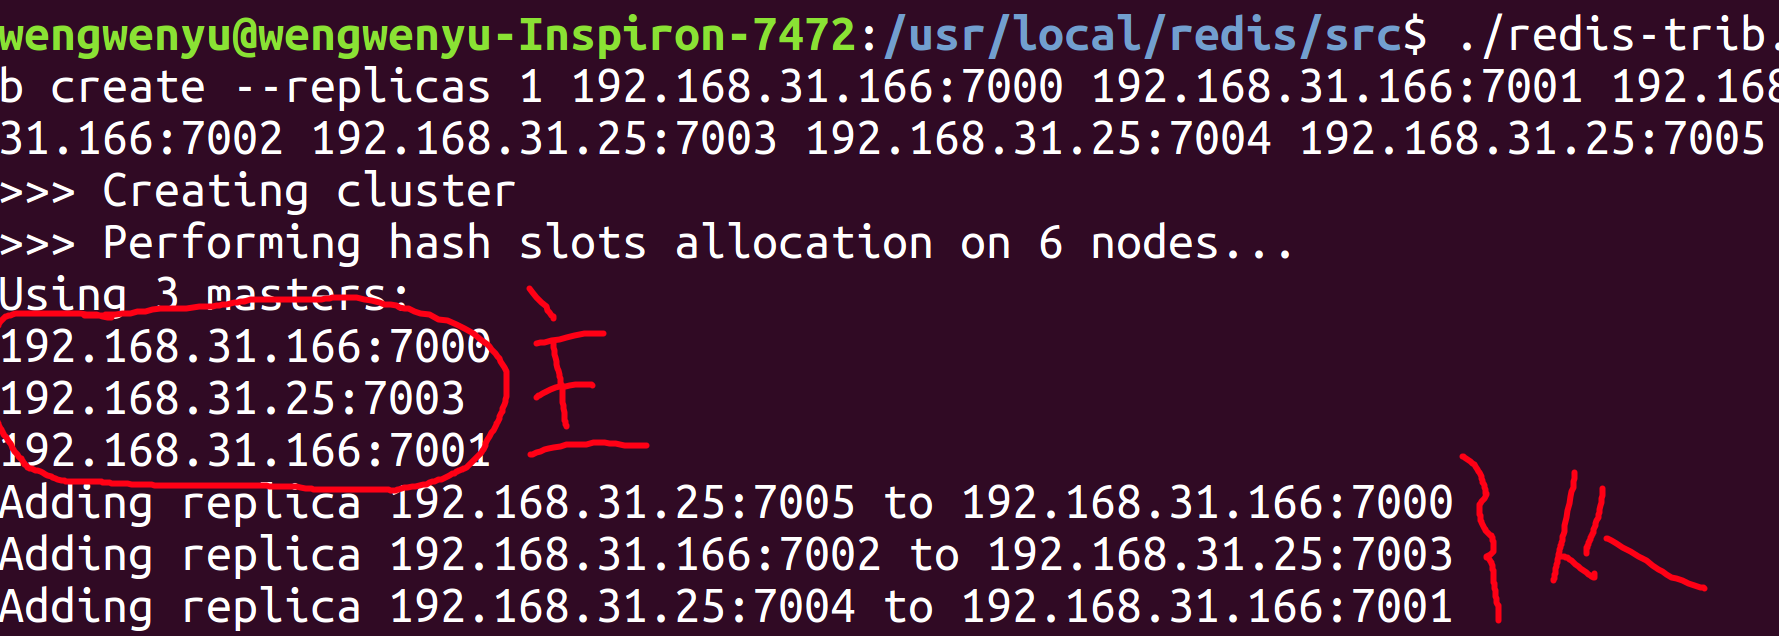 wengwenyu@wengwenyu-Inspiron-7472:/usr/local/redis/src$ ./redis-trib.
b create --replicas 1 192.168.31.166:7000 192.168.31.166:7001 192.168
31.166:7002 192.168.31.25:7003 192.168.31.25:7004 192.168.31.25:7005
>>> Creating cluster
>>> Performing hash slots allocation on 6 nodes...
Using 3 masters:
192.168.31.166:7000
192.168.31.25:7003
192.168.31.166:7001
主
Adding replica 192.168.31.25:7005 to 192.168.31.166:7000
Adding replica 192.168.31.166:7002 to 192.168.31.25:7003
Adding replica 192.168.31.25:7004 to 192.168.31.166:7001
从